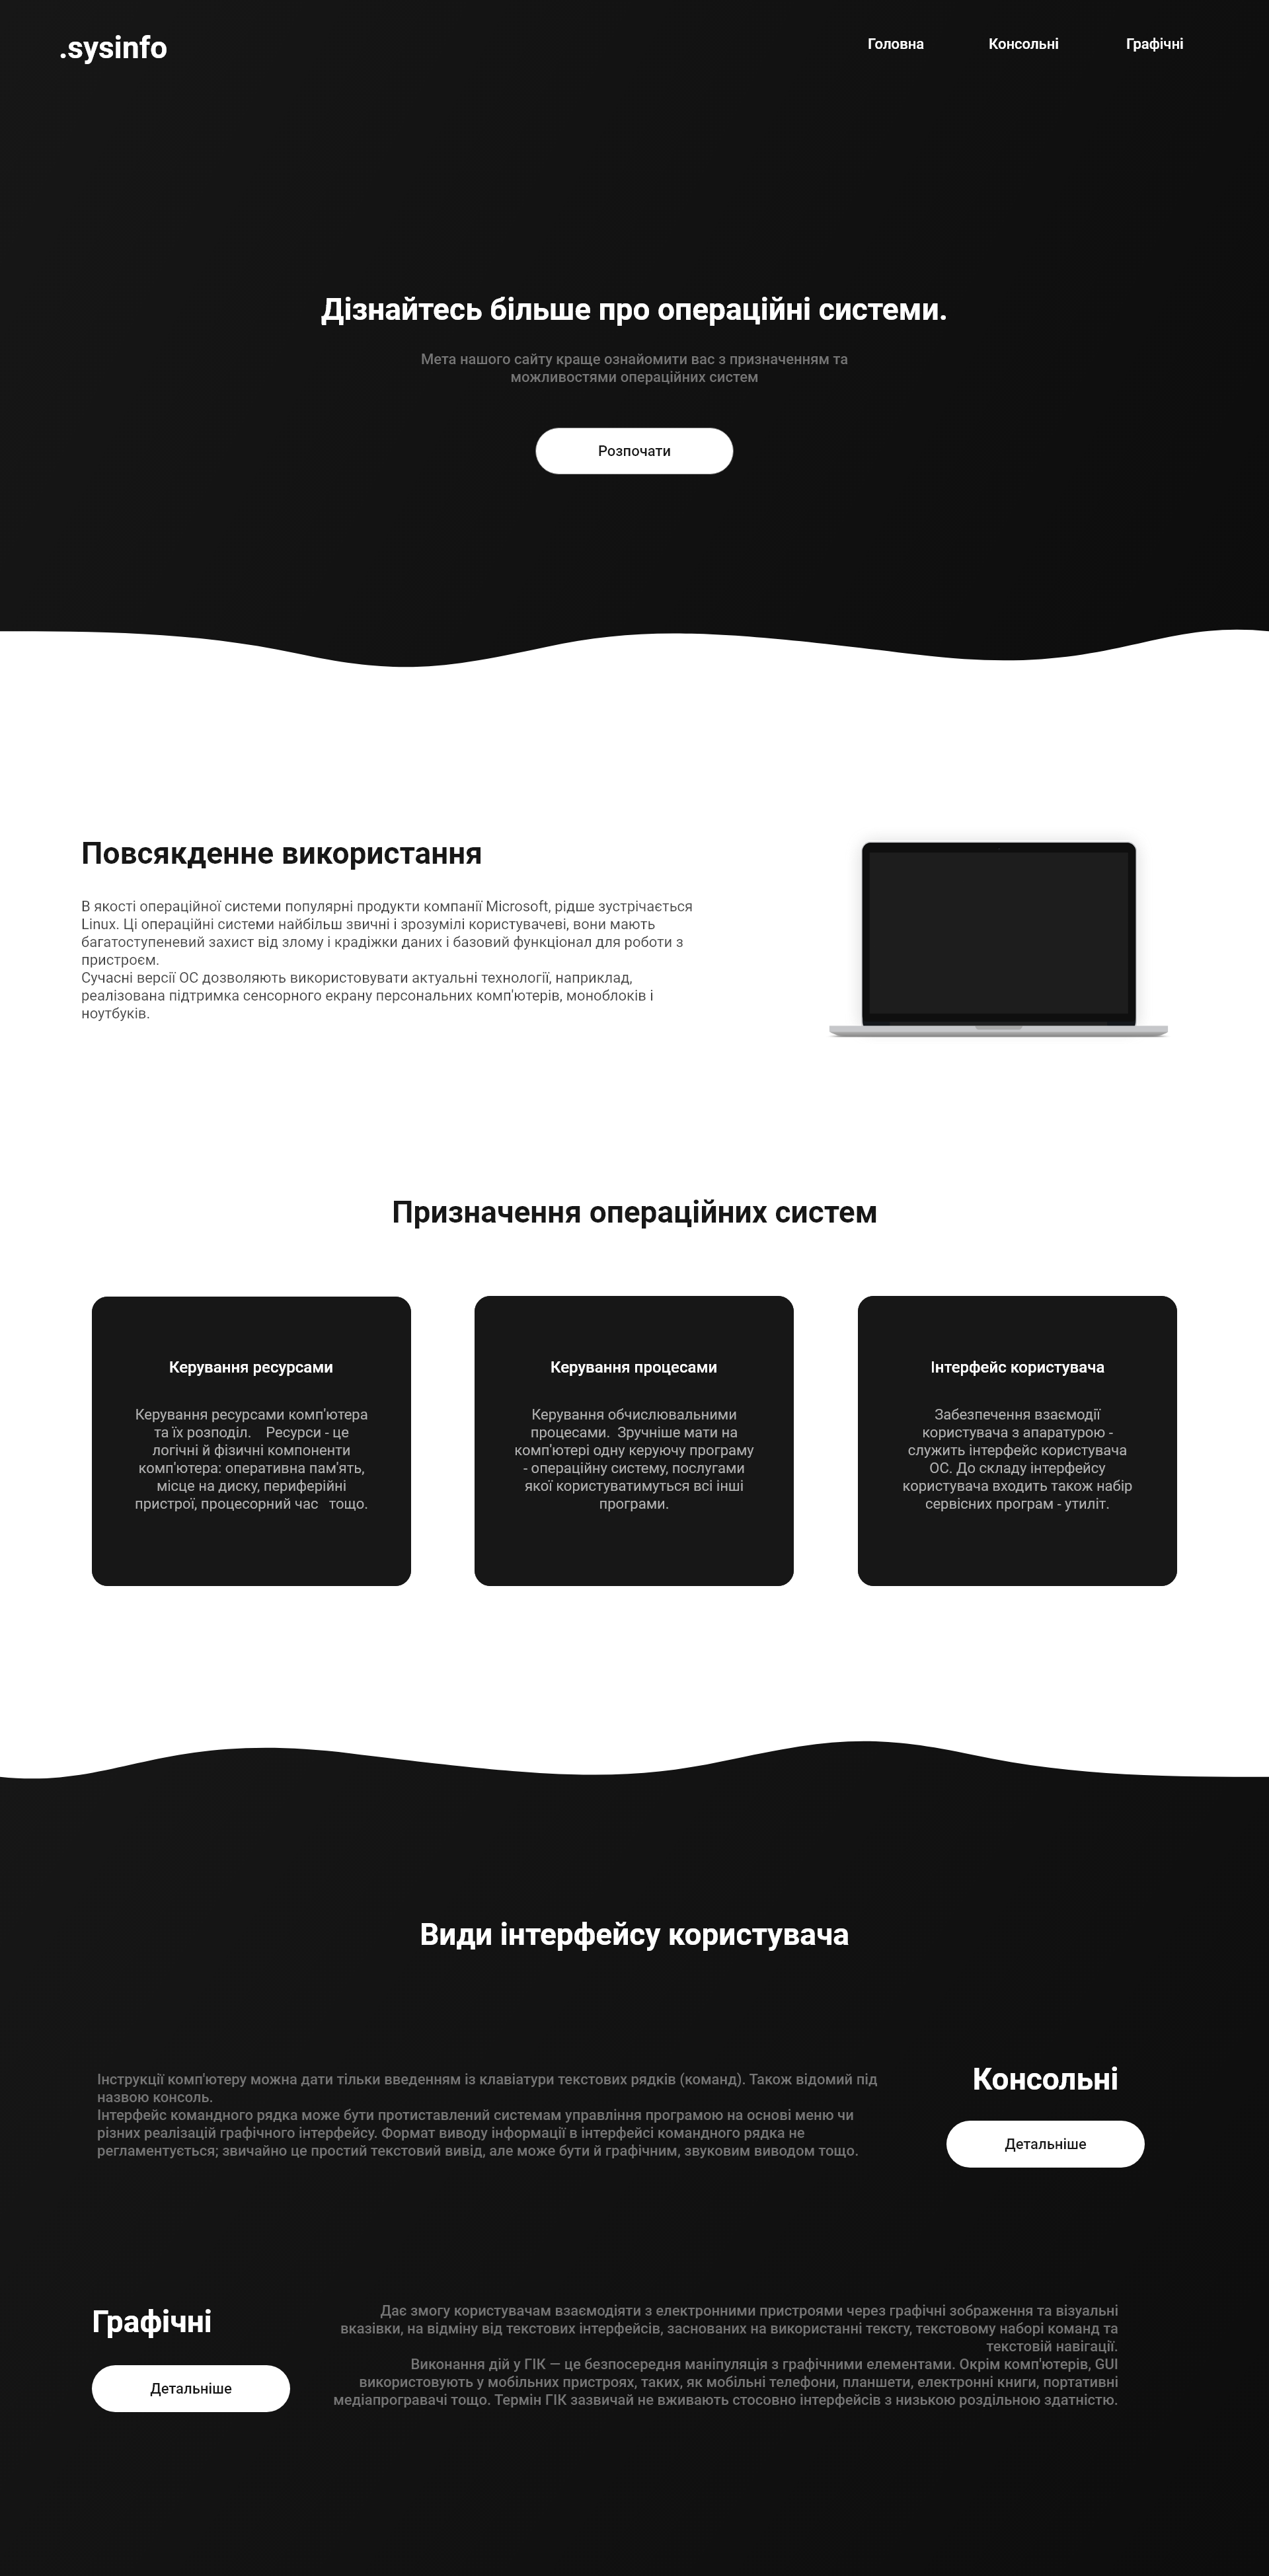 .sysinfo
Головна
Консольні
Графічні
Дізнайтесь більше про операційні системи.
Мета нашого сайту краще ознайомити вас з призначенням та
можливостями операційних систем
Розпочати
Повсякденне використання
В якості операційної системи популярні продукти компанії Microsoft, рідше зустрічається
Linux. Ці операційні системи найбільш звичні і зрозумілі користувачеві, вони мають
багатоступеневий захист від злому і крадіжки даних і базовий функціонал для роботи з
пристроєм.
Сучасні версії ОС дозволяють використовувати актуальні технології, наприклад,
реалізована підтримка сенсорного екрану персональних комп'ютерів, моноблоків і
ноутбуків.
Призначення операційних систем
Керування ресурсами
Керування ресурсами комп'ютера
та їх розподіл.    Ресурси - це
логічні й фізичні компоненти
комп'ютера: оперативна пам'ять,
місце на диску, периферійні
пристрої, процесорний час   тощо.
Керування процесами
Керування обчислювальними
процесами.  Зручніше мати на
комп'ютері одну керуючу програму
- операційну систему, послугами
якої користуватимуться всі інші
програми.
Інтерфейс користувача
Забезпечення взаємодії
користувача з апаратурою -
служить інтерфейс користувача
ОС. До складу інтерфейсу
користувача входить також набір
сервісних програм - утиліт.
Види інтерфейсу користувача
Інструкції комп'ютеру можна дати тільки введенням із клавіатури текстових рядків (команд). Також відомий під
назвою консоль.
Інтерфейс командного рядка може бути протиставлений системам управління програмою на основі меню чи
різних реалізацій графічного інтерфейсу. Формат виводу інформації в інтерфейсі командного рядка не
регламентується; звичайно це простий текстовий вивід, але може бути й графічним, звуковим виводом тощо.
Консольні
Детальніше
Графічні
Детальніше
Дає змогу користувачам взаємодіяти з електронними пристроями через графічні зображення та візуальні
вказівки, на відміну від текстових інтерфейсів, заснованих на використанні тексту, текстовому наборі команд та
текстовій навігації.
Виконання дій у ГІК — це безпосередня маніпуляція з графічними елементами. Окрім комп'ютерів, GUI
використовують у мобільних пристроях, таких, як мобільні телефони, планшети, електронні книги, портативні
медіапрогравачі тощо. Термін ГІК зазвичай не вживають стосовно інтерфейсів з низькою роздільною здатністю.